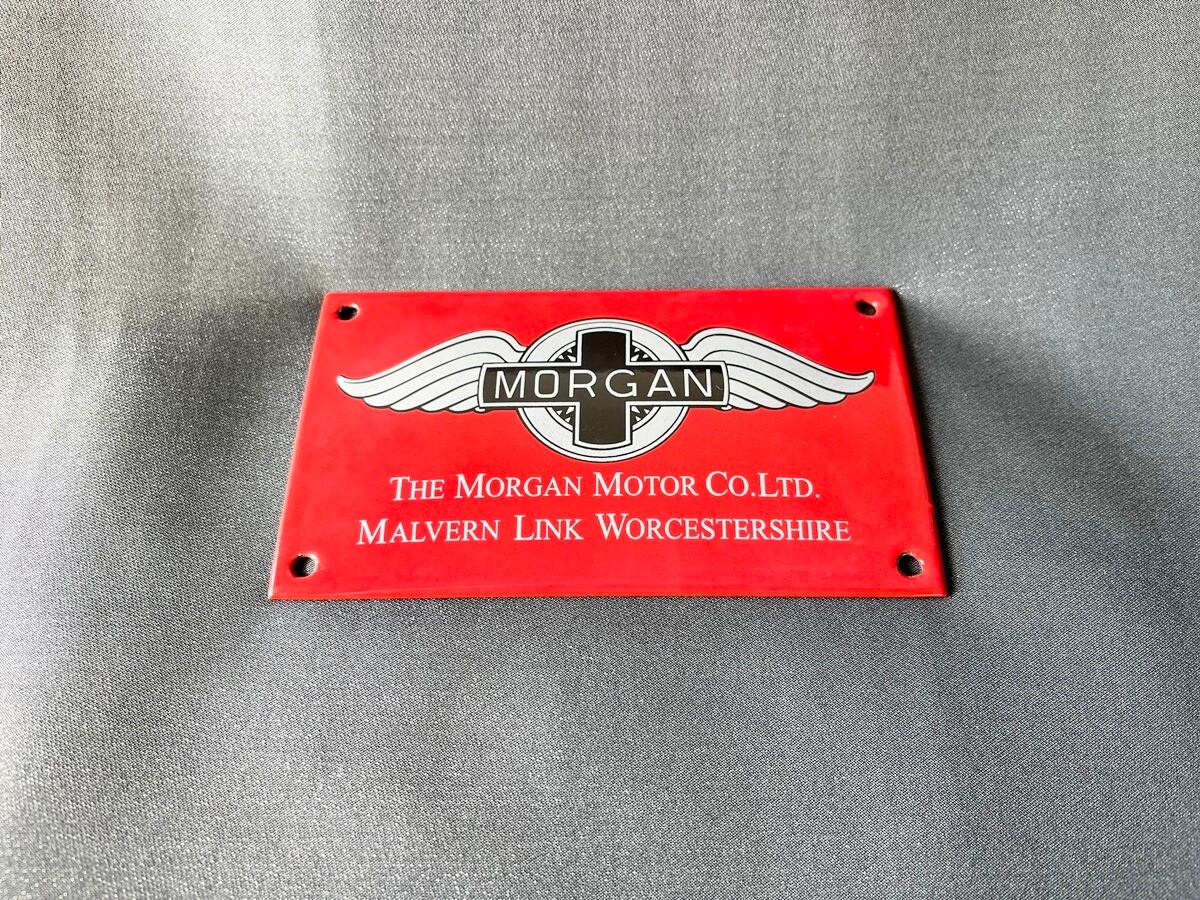 MORGAN
THE MORGAN MOTOR CO.LTD.
MALVERN LINK WORCESTERSHIRE